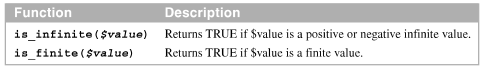 Function Description
is_infinite($value) Returns TRUE if $value is a positive or negative infinite value.
is_finite($value) Returns TRUE if $value is a finite value.